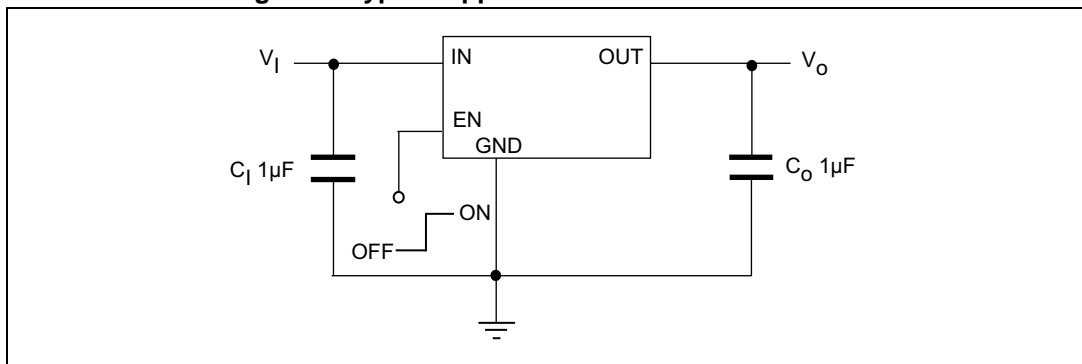 V_I
IN
OUT
V_o
EN
GND
C_I 1µF
C_o 1µF
ON
OFF